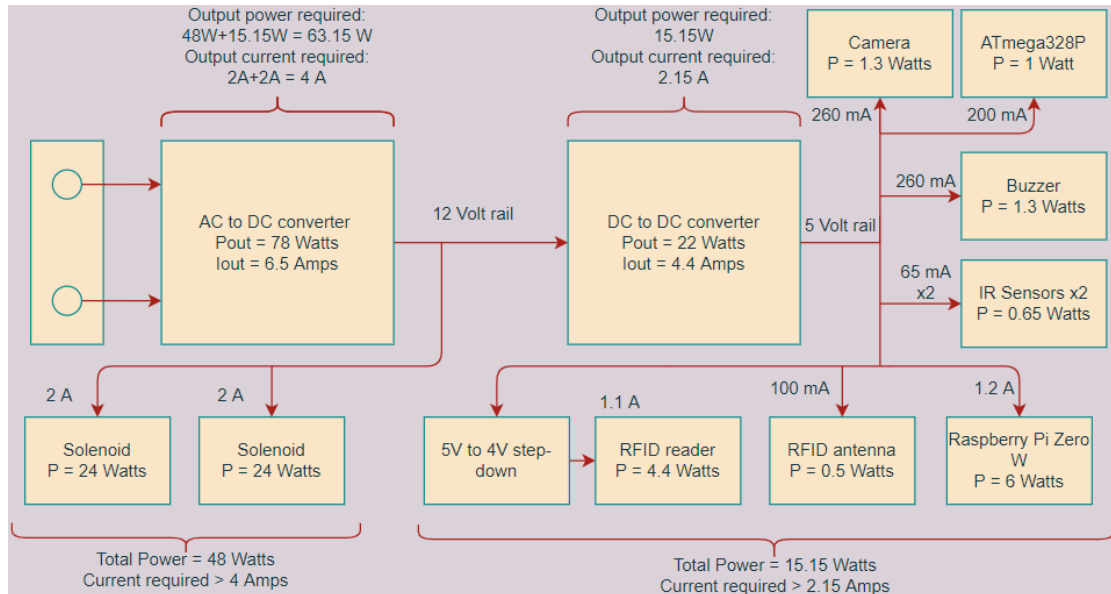 Output power required:
48W+15.15W = 63.15 W
Output current required:
2A+2A = 4 A
Output power required:
15.15W
Output current required:
2.15 A
Camera
P = 1.3 Watts
ATmega328P
P = 1 Watt
260 mA
200 mA
AC to DC converter
Pout = 78 Watts
Iout = 6.5 Amps
12 Volt rail
DC to DC converter
Pout = 22 Watts
Iout = 4.4 Amps
5 Volt rail
260 mA
Buzzer
P = 1.3 Watts
65 mA
x2
IR Sensors x2
P = 0.65 Watts
2 A
2 A
1.1 A
100 mA
1.2 A
Solenoid
P = 24 Watts
Solenoid
P = 24 Watts
5V to 4V step-
down
RFID reader
P = 4.4 Watts
RFID antenna
P = 0.5 Watts
Raspberry Pi Zero
W
P = 6 Watts
Total Power = 48 Watts
Current required > 4 Amps
Total Power = 15.15 Watts
Current required > 2.15 Amps